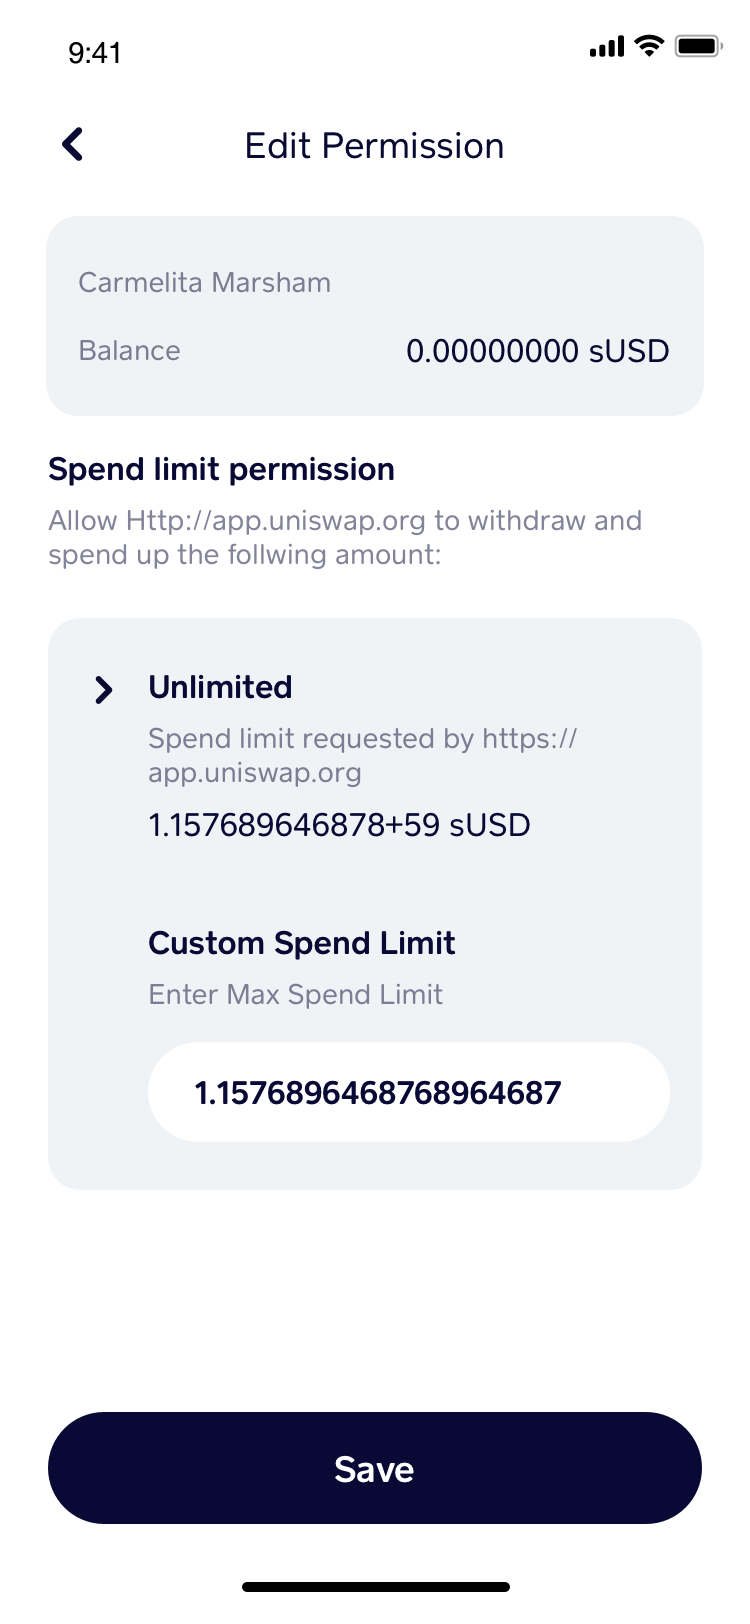 9:41
Edit Permission
Carmelita Marsham
Balance 0.00000000 sUSD
Spend limit permission
Allow Http://app.uniswap.org to withdraw and
spend up the follwing amount:
Unlimited
Spend limit requested by https://
app.uniswap.org
1.157689646878+59 sUSD
Custom Spend Limit
Enter Max Spend Limit
1.1576896468768964687
Save